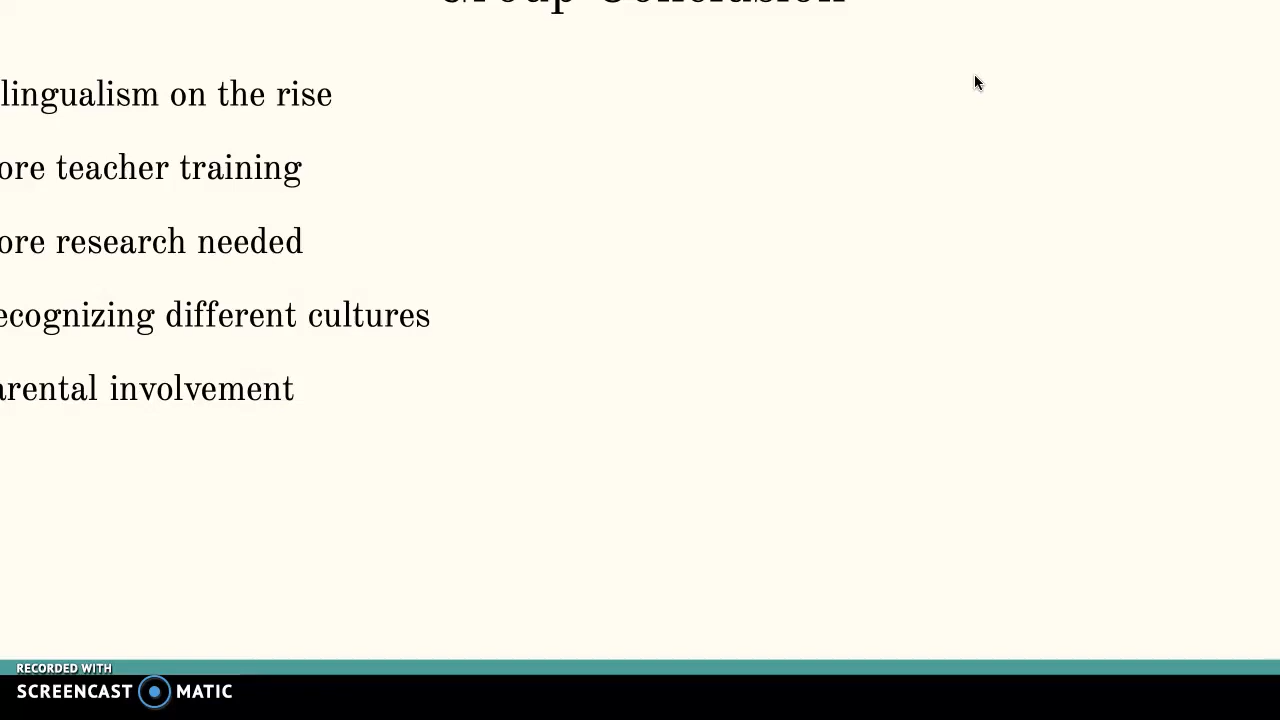 Group Conclusion
lingualism on the rise
ore teacher training
ore research needed
ecognizing different cultures
arental involvement
RECORDED WITH
SCREENCAST MATIC